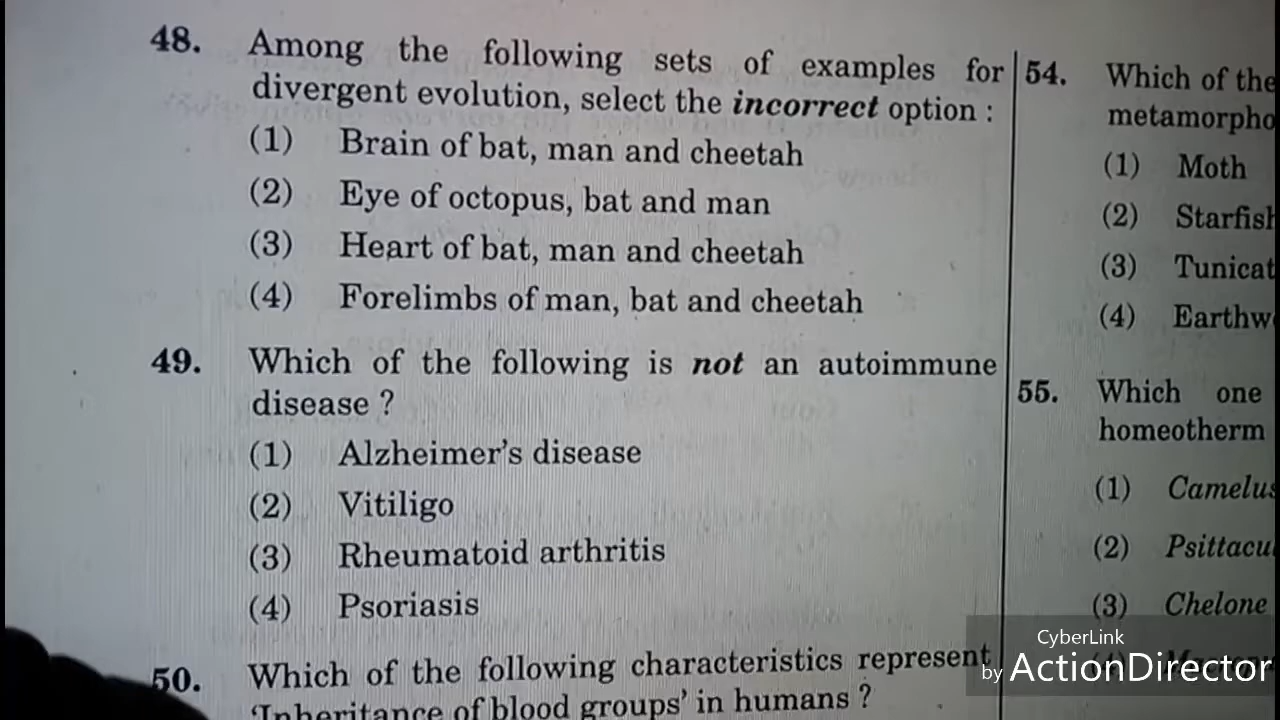 48. Among the following sets of examples for
divergent evolution, select the incorrect option :
(1) Brain of bat, man and cheetah
(2) Eye of octopus, bat and man
(3) Heart of bat, man and cheetah
(4) Forelimbs of man, bat and cheetah
49. Which of the following is not an autoimmune
disease ?
(1) Alzheimer's disease
(2) Vitiligo
(3) Rheumatoid arthritis
(4) Psoriasis
50. Which of the following characteristics represent
'Inheritance of blood groups' in humans ?
54. Which of the
metamorpho
(1) Moth
(2) Starfish
(3) Tunicat
(4) Earthw
55. Which one
homeotherm
(1) Camelus
(2) Psittacu
(3) Chelone
(4)
CyberLink
by ActionDirector